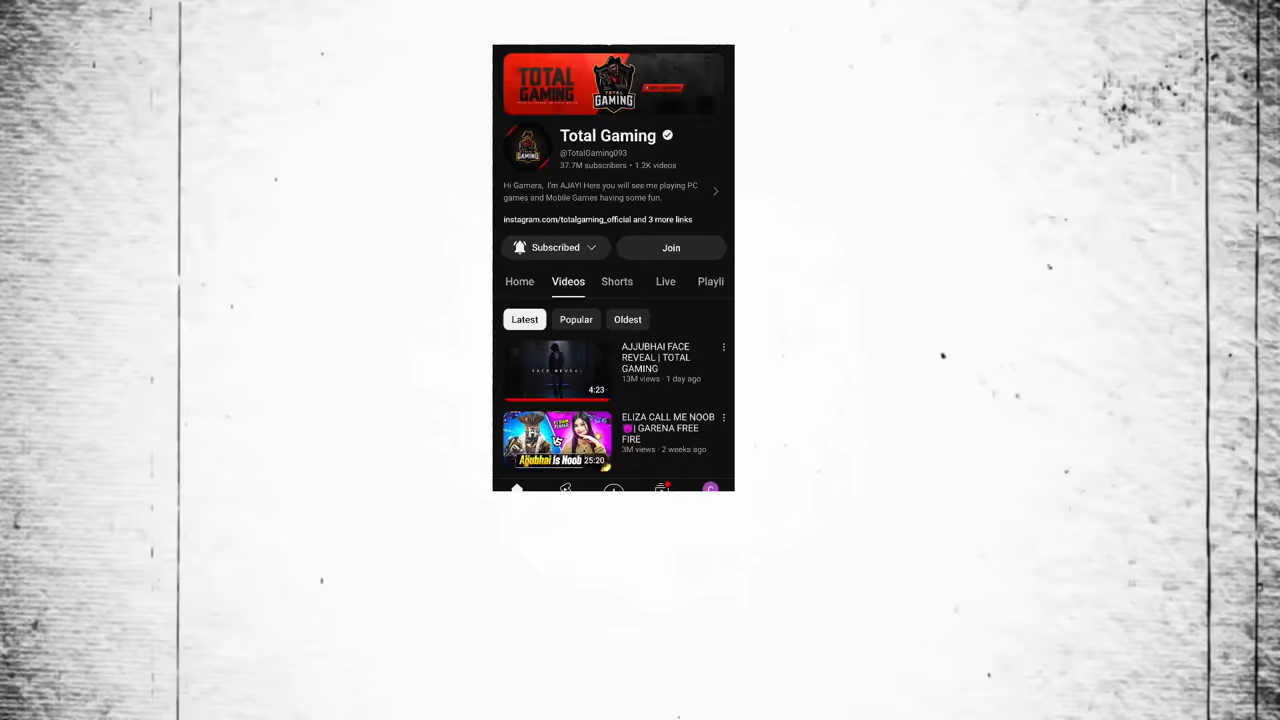 TOTAL
GAMING
TOTAL
GAMING
Total Gaming
@TotalGaming093
37.7M subscribers • 1.2K videos
Hi Gamers, I'm AJAY! Here you will see me playing PC
games and Mobile Games having some fun.
instagram.com/totalgaming_official and 3 more links
Subscribed
Join
Home
Videos
Shorts
Live
Playli
Latest
Popular
Oldest
FACE REVEAL
4:23
AJJUBHAI FACE
REVEAL | TOTAL
GAMING
13M views · 1 day ago
VS
Ajjubhai Is Noob
25:20
ELIZA CALL ME NOOB
😈| GARENA FREE
FIRE
3M views · 2 weeks ago
C